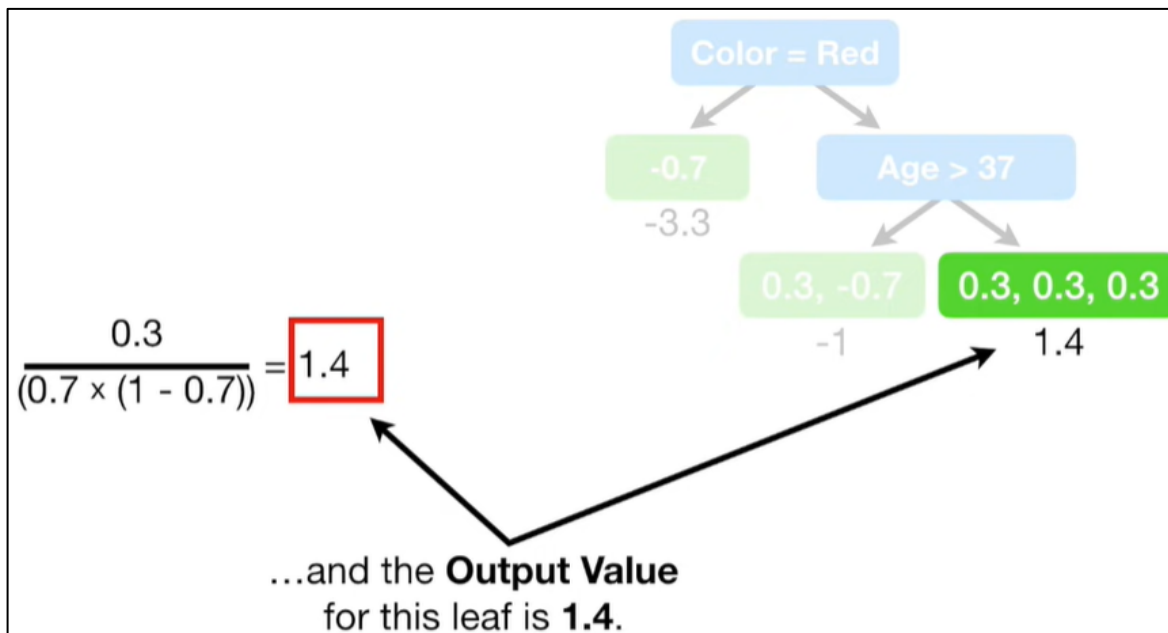 Color = Red
-0.7
Age > 37
-3.3
0.3, -0.7
0.3, 0.3, 0.3
-1
1.4
0.3
(0.7 × (1 - 0.7))
= 1.4
...and the Output Value
for this leaf is 1.4.